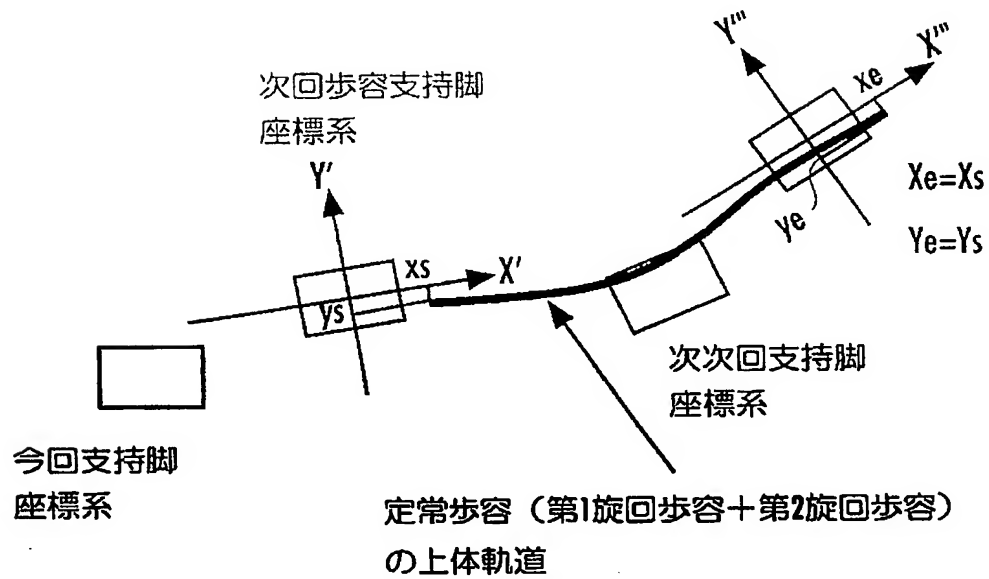 Y'''
X'''
xe
次回歩容支持脚
座標系
Y'
Xe=Xs
ye
Ye=Ys
xs
X'
ys
次次回支持脚
座標系
今回支持脚
座標系
定常歩容（第1旋回歩容＋第2旋回歩容）
の上体軌道